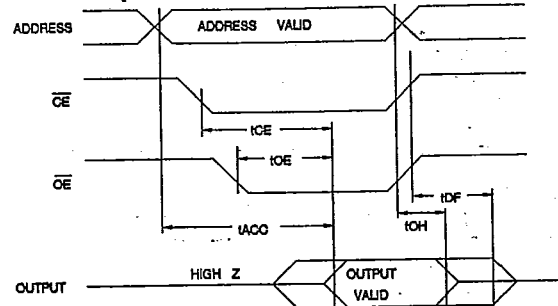 ADDRESS
ADDRESS VALID
CE
tCE
OE
tOE
tDF
tOH
tACC
OUTPUT
HIGH Z
OUTPUT
VALID